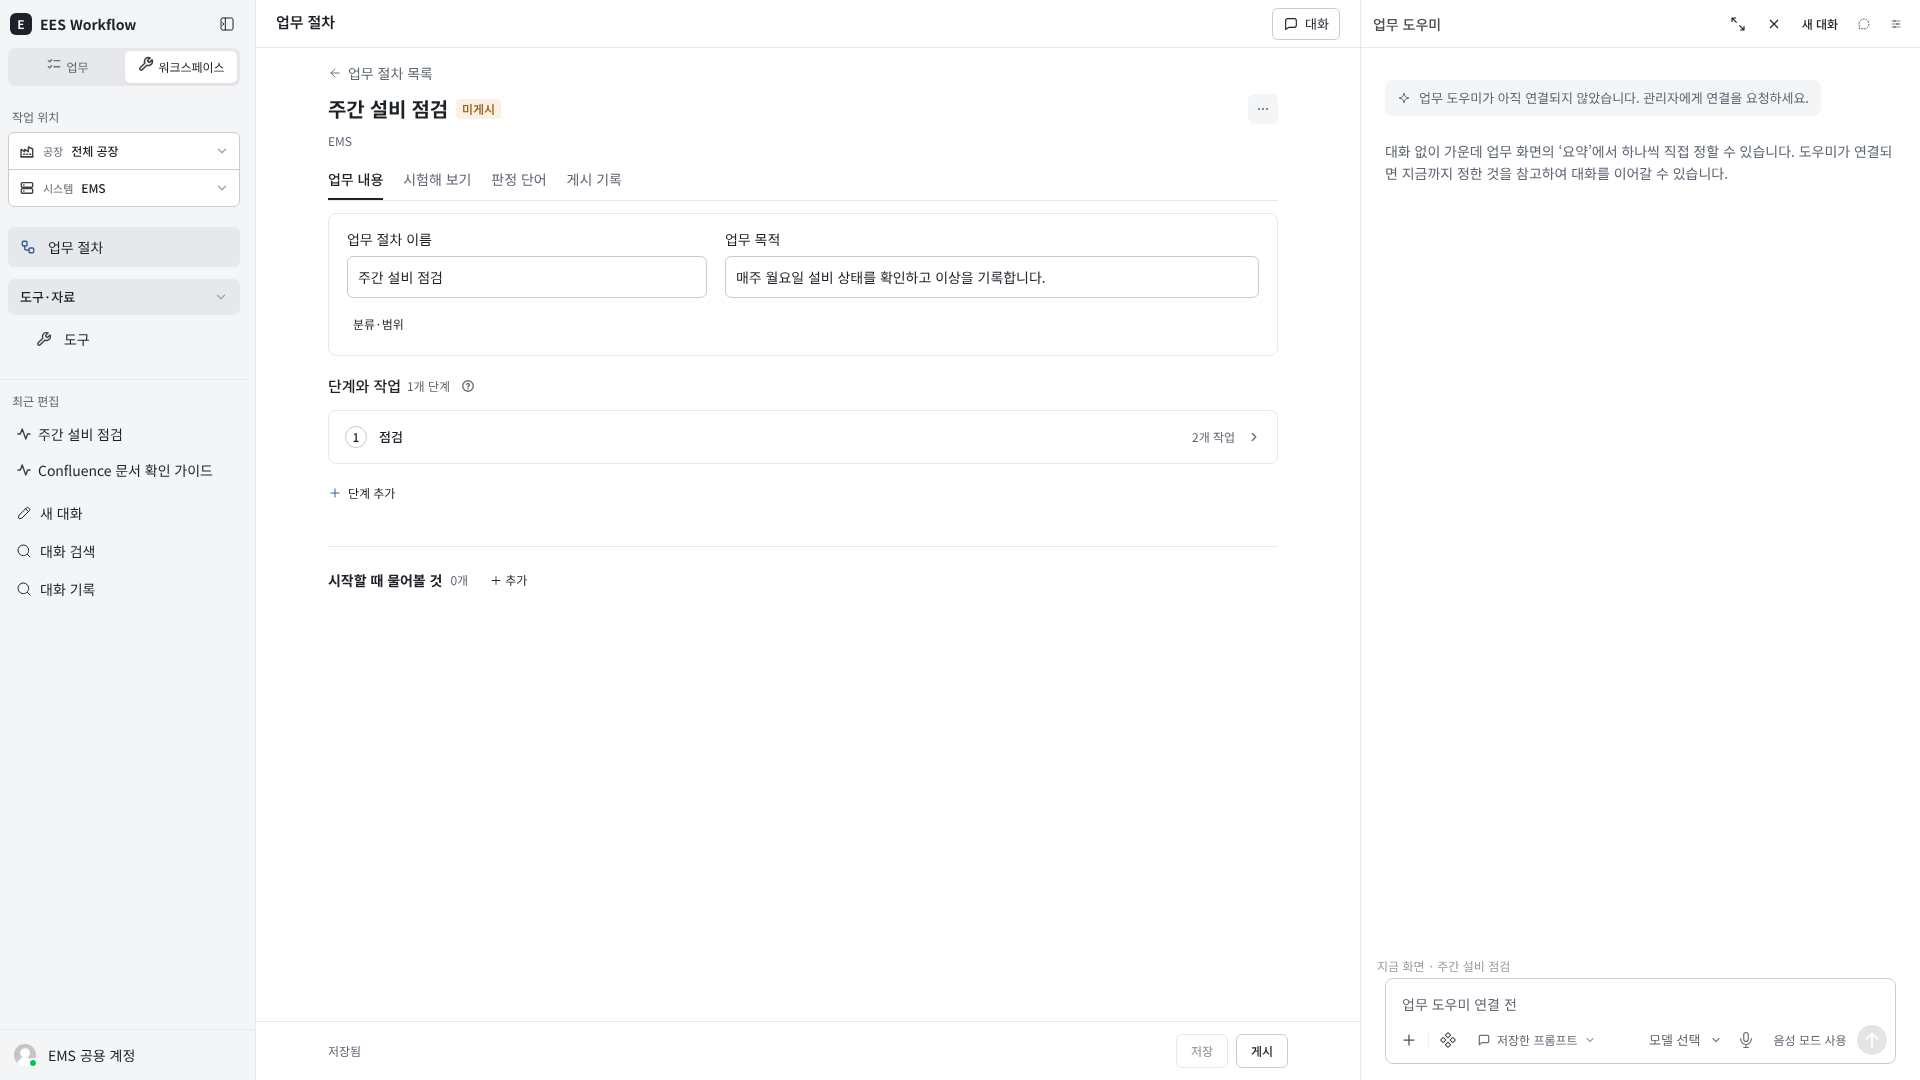 E EES Workflow
업무
워크스페이스
작업 위치
공장 전체 공장
시스템 EMS
업무 절차
도구·자료
도구
최근 편집
주간 설비 점검
Confluence 문서 확인 가이드
새 대화
대화 검색
대화 기록
EMS 공용 계정
업무 절차
대화
업무 절차 목록
주간 설비 점검 미게시
EMS
업무 내용 시험해 보기 판정 단어 게시 기록
업무 절차 이름
주간 설비 점검
업무 목적
매주 월요일 설비 상태를 확인하고 이상을 기록합니다.
분류·범위
단계와 작업 1개 단계
1 점검 2개 작업
단계 추가
시작할 때 물어볼 것 0개 추가
저장됨
저장 게시
업무 도우미
새 대화
업무 도우미가 아직 연결되지 않았습니다. 관리자에게 연결을 요청하세요.
대화 없이 가운데 업무 화면의 ‘요약’에서 하나씩 직접 정할 수 있습니다. 도우미가 연결되
면 지금까지 정한 것을 참고하여 대화를 이어갈 수 있습니다.
지금 화면 · 주간 설비 점검
업무 도우미 연결 전
저장한 프롬프트 모델 선택 음성 모드 사용